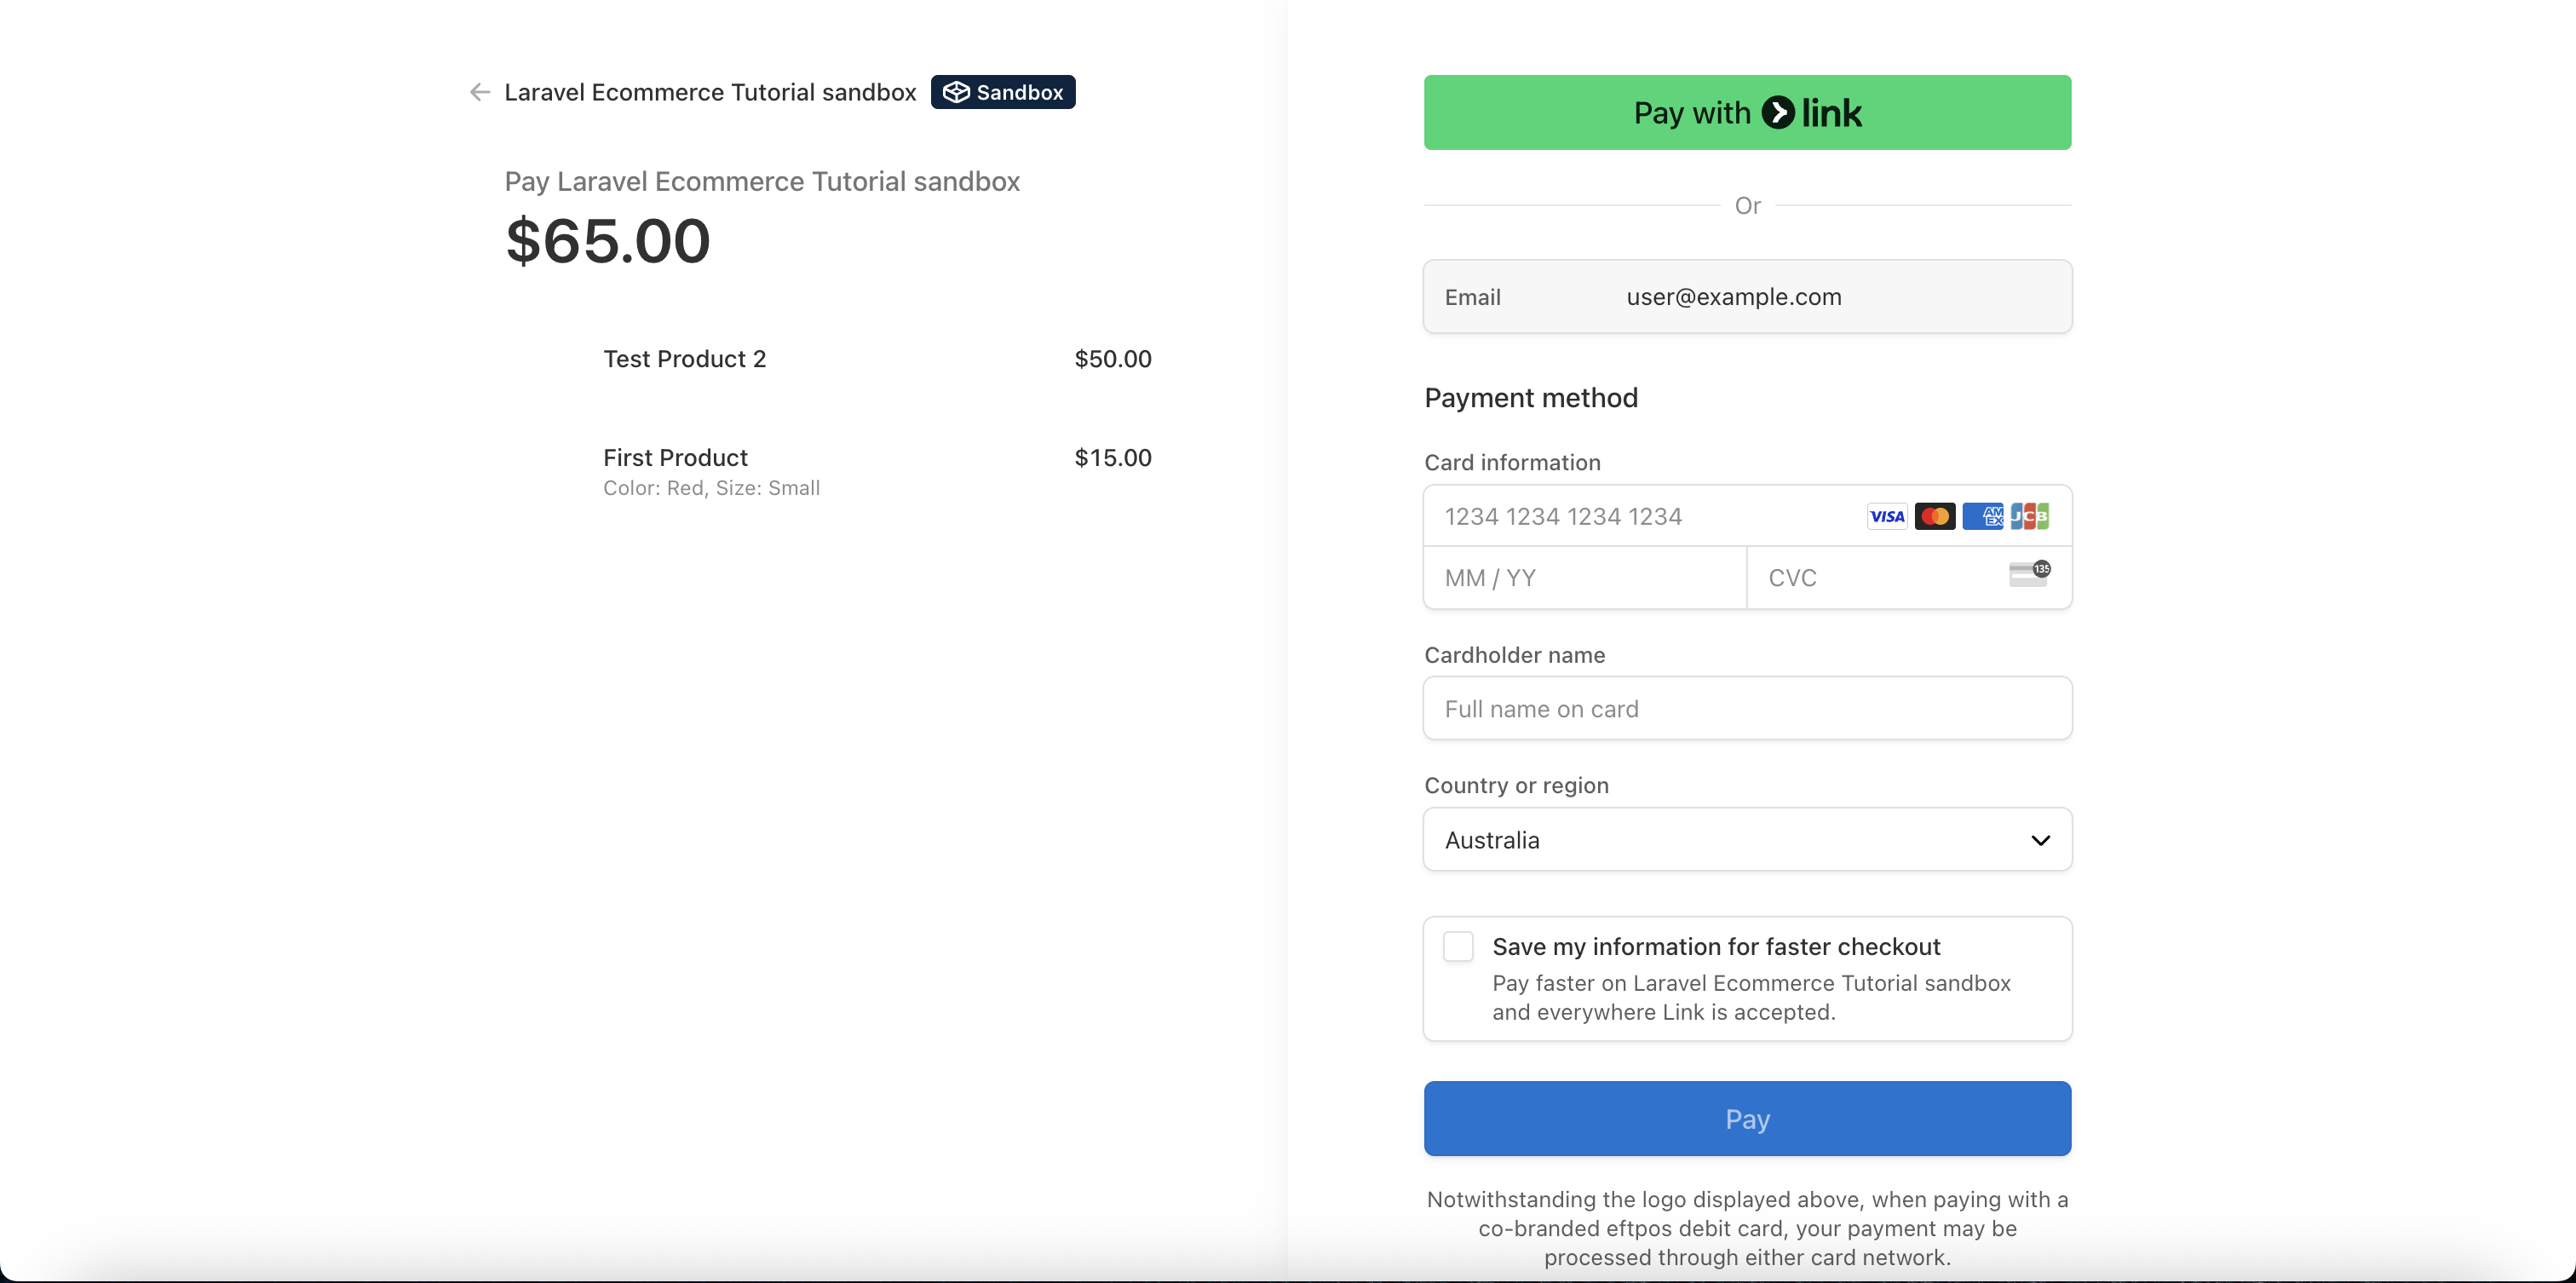 Laravel Ecommerce Tutorial sandbox Sandbox
Pay Laravel Ecommerce Tutorial sandbox
$65.00
Test Product 2 $50.00
First Product $15.00
Color: Red, Size: Small
Pay with link
Or
Email user@example.com
Payment method
Card information
1234 1234 1234 1234 VISA AM EX JCB
MM / YY CVC 135
Cardholder name
Full name on card
Country or region
Australia
Save my information for faster checkout
Pay faster on Laravel Ecommerce Tutorial sandbox
and everywhere Link is accepted.
Pay
Notwithstanding the logo displayed above, when paying with a
co-branded eftpos debit card, your payment may be
processed through either card network.